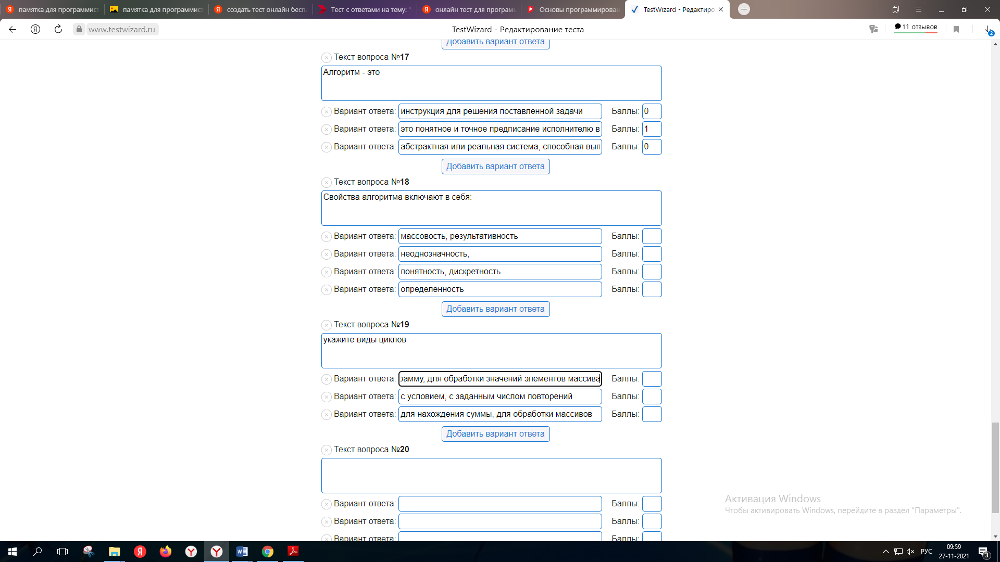 памятка для программист
памятка для программист
создать тест онлайн бесп
Тест с ответами на тему: "
онлайн тест для програм
Основы программирован
TestWizard - Редактиро
www.testwizard.ru
TestWizard - Редактирование теста
11 отзывов
2
Добавить вариант ответа
Текст вопроса №17
Алгоритм - это
Вариант ответа: инструкция для решения поставленной задачи Баллы: 0
Вариант ответа: это понятное и точное предписание исполнителю в Баллы: 1
Вариант ответа: абстрактная или реальная система, способная вып Баллы: 0
Добавить вариант ответа
Текст вопроса №18
Свойства алгоритма включают в себя:
Вариант ответа: массовость, результативность Баллы:
Вариант ответа: неоднозначность, Баллы:
Вариант ответа: понятность, дискретность Баллы:
Вариант ответа: определенность Баллы:
Добавить вариант ответа
Текст вопроса №19
укажите виды циклов
Вариант ответа: рамму, для обработки значений элементов массива Баллы:
Вариант ответа: с условием, с заданным числом повторений Баллы:
Вариант ответа: для нахождения суммы, для обработки массивов Баллы:
Добавить вариант ответа
Текст вопроса №20
Вариант ответа: Баллы:
Вариант ответа: Баллы:
Вариант ответа: Баллы:
Активация Windows
Чтобы активировать Windows, перейдите в раздел "Параметры".
РУС
09:59
27-11-2021
3